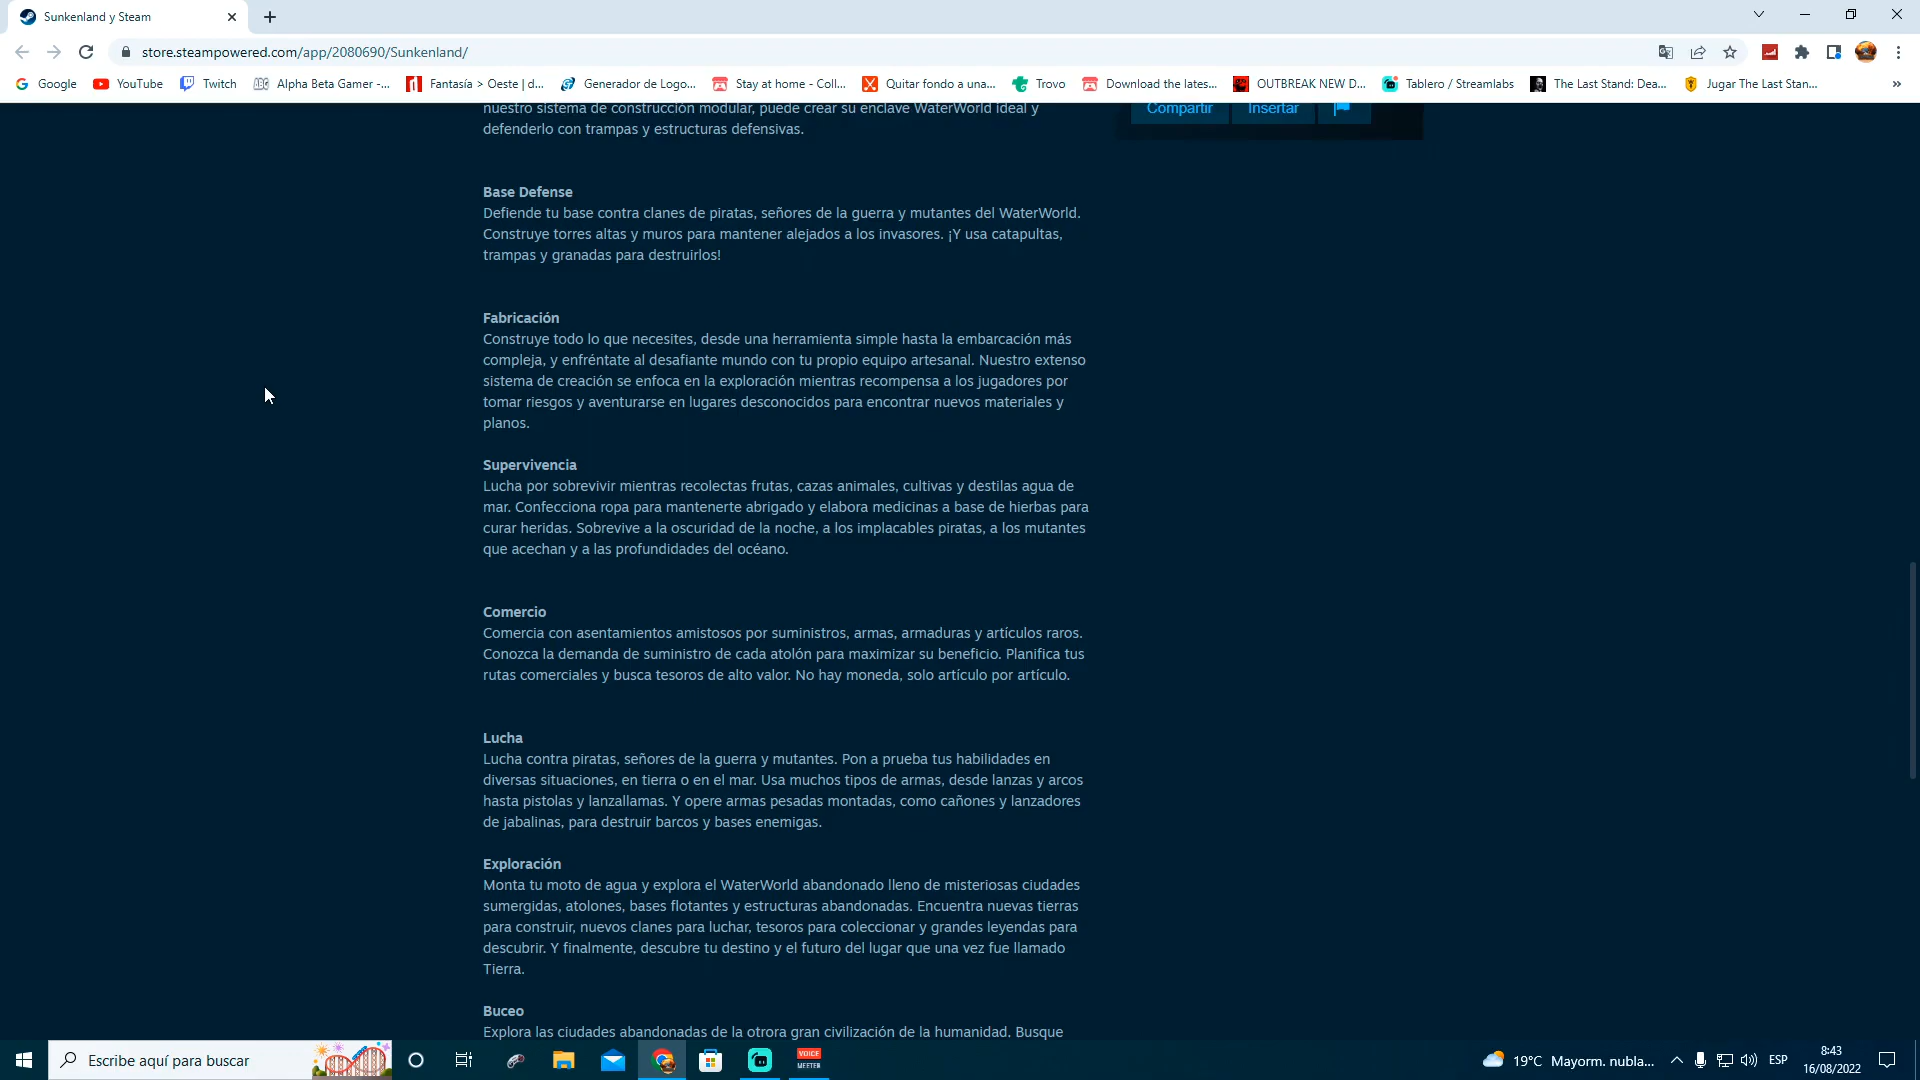 Sunkenland y Steam
store.steampowered.com/app/2080690/Sunkenland/
Google
YouTube
Twitch
Alpha Beta Gamer -...
Fantasía > Oeste | d...
Generador de Logo...
Stay at home - Coll...
Quitar fondo a una...
Trovo
Download the lates...
OUTBREAK NEW D...
Tablero / Streamlabs
The Last Stand: Dea...
Jugar The Last Stan...
»
nuestro sistema de construcción modular, puede crear su enclave WaterWorld ideal y
defenderlo con trampas y estructuras defensivas.
Compartir
Insertar
Base Defense
Defiende tu base contra clanes de piratas, señores de la guerra y mutantes del WaterWorld.
Construye torres altas y muros para mantener alejados a los invasores. ¡Y usa catapultas,
trampas y granadas para destruirlos!
Fabricación
Construye todo lo que necesites, desde una herramienta simple hasta la embarcación más
compleja, y enfréntate al desafiante mundo con tu propio equipo artesanal. Nuestro extenso
sistema de creación se enfoca en la exploración mientras recompensa a los jugadores por
tomar riesgos y aventurarse en lugares desconocidos para encontrar nuevos materiales y
planos.
Supervivencia
Lucha por sobrevivir mientras recolectas frutas, cazas animales, cultivas y destilas agua de
mar. Confecciona ropa para mantenerte abrigado y elabora medicinas a base de hierbas para
curar heridas. Sobrevive a la oscuridad de la noche, a los implacables piratas, a los mutantes
que acechan y a las profundidades del océano.
Comercio
Comercia con asentamientos amistosos por suministros, armas, armaduras y artículos raros.
Conozca la demanda de suministro de cada atolón para maximizar su beneficio. Planifica tus
rutas comerciales y busca tesoros de alto valor. No hay moneda, solo artículo por artículo.
Lucha
Lucha contra piratas, señores de la guerra y mutantes. Pon a prueba tus habilidades en
diversas situaciones, en tierra o en el mar. Usa muchos tipos de armas, desde lanzas y arcos
hasta pistolas y lanzallamas. Y opere armas pesadas montadas, como cañones y lanzadores
de jabalinas, para destruir barcos y bases enemigas.
Exploración
Monta tu moto de agua y explora el WaterWorld abandonado lleno de misteriosas ciudades
sumergidas, atolones, bases flotantes y estructuras abandonadas. Encuentra nuevas tierras
para construir, nuevos clanes para luchar, tesoros para coleccionar y grandes leyendas para
descubrir. Y finalmente, descubre tu destino y el futuro del lugar que una vez fue llamado
Tierra.
Buceo
Explora las ciudades abandonadas de la otrora gran civilización de la humanidad. Busque
Escribe aquí para buscar
VOICE
MEETER
19°C Mayorm. nubla...
ESP
8:43
16/08/2022